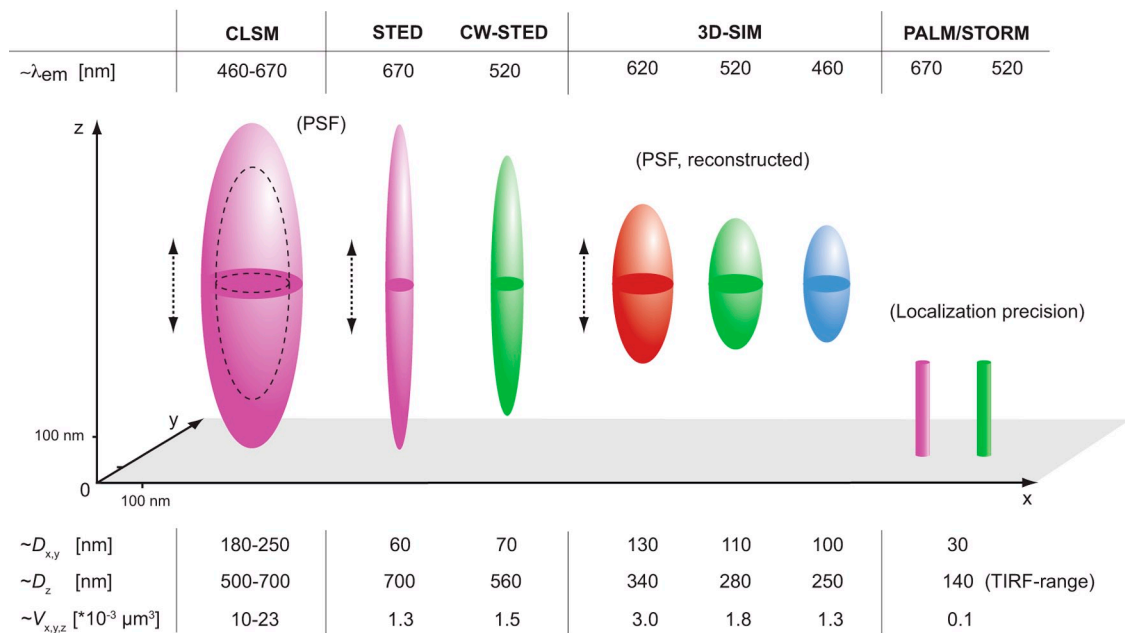 CLSM STED CW-STED 3D-SIM PALM/STORM
~λem [nm] 460-670 670 520 620 520 460 670 520
z
(PSF)
(PSF, reconstructed)
(Localization precision)
y
100 nm
0
100 nm
x
~Dx,y [nm] 180-250 60 70 130 110 100 30
~Dz [nm] 500-700 700 560 340 280 250 140 (TIRF-range)
~Vx,y,z [*10-3 µm3] 10-23 1.3 1.5 3.0 1.8 1.3 0.1